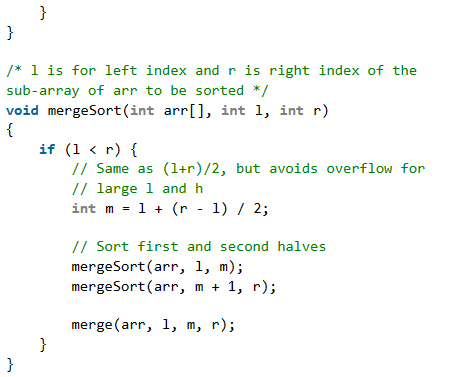 }
}
/* l is for left index and r is right index of the
sub-array of arr to be sorted */
void mergeSort(int arr[], int l, int r)
{
    if (l < r) {
        // Same as (l+r)/2, but avoids overflow for
        // large l and h
        int m = l + (r - l) / 2;
        // Sort first and second halves
        mergeSort(arr, l, m);
        mergeSort(arr, m + 1, r);
        merge(arr, l, m, r);
    }
}